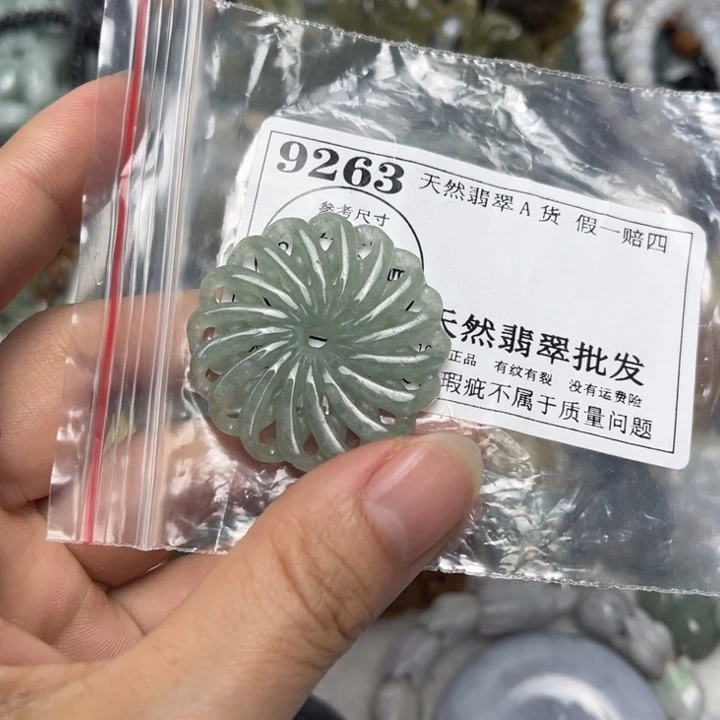 9263 天然翡翠A货 假一赔四
参考尺寸
天然翡翠批发
正品 有纹有裂 没有运费险
瑕疵不属于质量问题